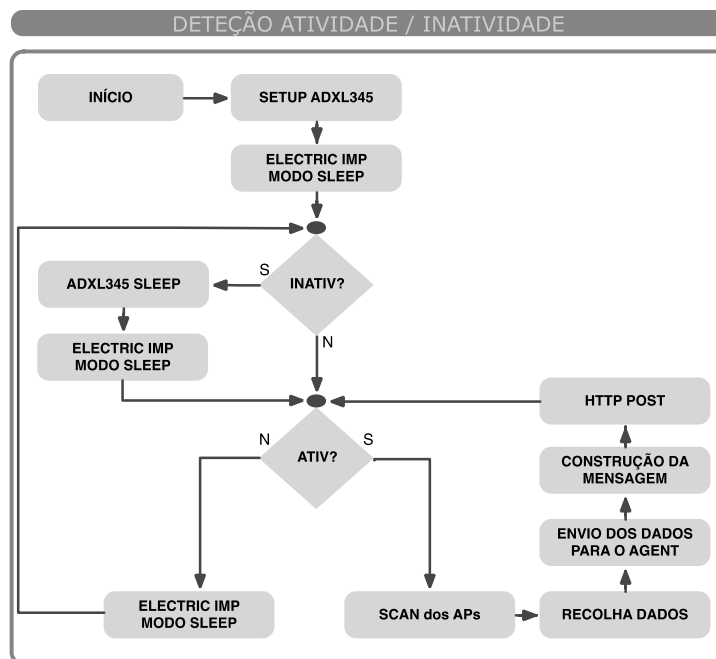 DETEÇÃO ATIVIDADE / INATIVIDADE
INÍCIO
SETUP ADXL345
ELECTRIC IMP
MODO SLEEP
S
INATIV?
ADXL345 SLEEP
N
ELECTRIC IMP
MODO SLEEP
HTTP POST
N
S
ATIV?
CONSTRUÇÃO DA
MENSAGEM
ENVIO DOS DADOS
PARA O AGENT
ELECTRIC IMP
MODO SLEEP
SCAN dos APs
RECOLHA DADOS